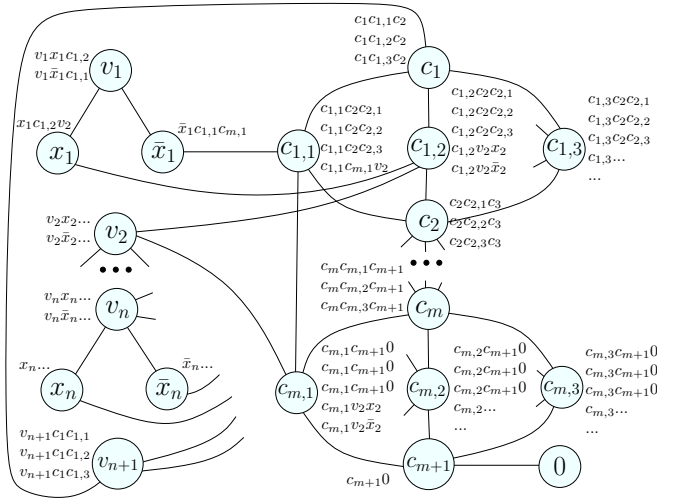 c1c1,1c2
c1c1,2c2
c1c1,3c2
v1x1c1,2
v1x̄1c1,1
v1
c1
x1c1,2v2
x1
x̄1
x̄1c1,1cm,1
c1,1
c1,1c2c2,1
c1,1c2c2,2
c1,1c2c2,3
c1,1cm,1v2
c1,2
c1,2c2c2,1
c1,2c2c2,2
c1,2c2c2,3
c1,2v2x2
c1,2v2x̄2
c1,3
c1,3c2c2,1
c1,3c2c2,2
c1,3c2c2,3
c1,3...
...
v2x2...
v2x̄2...
v2
c2
c2c2,1c3
c2c2,2c3
c2c2,3c3
•••
•••
vnxn...
vnx̄n...
vn
cmcm,1cm+1
cmcm,2cm+1
cmcm,3cm+1
cm
xn...
xn
x̄n
x̄n...
cm,1
cm,1cm+10
cm,1cm+10
cm,1cm+10
cm,1v2x2
cm,1v2x̄2
cm,2
cm,2cm+10
cm,2cm+10
cm,2cm+10
cm,2...
...
cm,3
cm,3cm+10
cm,3cm+10
cm,3cm+10
cm,3...
...
vn+1c1c1,1
vn+1c1c1,2
vn+1c1c1,3
vn+1
cm+10
cm+1
0